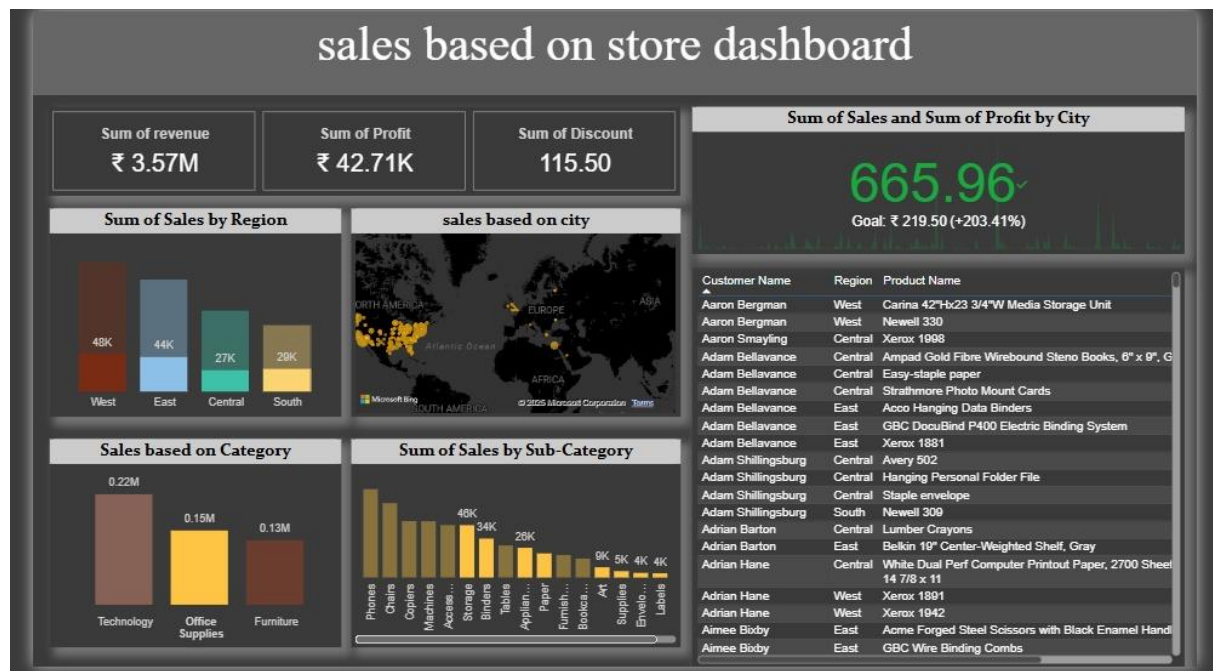 sales based on store dashboard
Sum of revenue
₹ 3.57M
Sum of Profit
₹ 42.71K
Sum of Discount
115.50
Sum of Sales and Sum of Profit by City
665.96
Goal: ₹ 219.50 (+203.41%)
Sum of Sales by Region
48K
44K
27K
29K
West East Central South
sales based on city
ORTH AMERICA
EUROPE
ASIA
Atlantic Ocean
AFRICA
SOUTH AMERICA
Microsoft Bing
© 2025 Microsoft Corporation Terms
Sales based on Category
0.22M
0.15M
0.13M
Technology
Office
Supplies
Furniture
Sum of Sales by Sub-Category
46K
34K
26K
9K
5K
4K
4K
Phones
Chairs
Copiers
Machines
Access...
Storage
Binders
Tables
Applian...
Paper
Furnish...
Bookca...
Art
Supplies
Envelo...
Labels
Customer Name Region Product Name
Aaron Bergman West Carina 42"Hx23 3/4"W Media Storage Unit
Aaron Bergman West Newell 330
Aaron Smayling Central Xerox 1998
Adam Bellavance Central Ampad Gold Fibre Wirebound Steno Books, 6" x 9", G
Adam Bellavance Central Easy-staple paper
Adam Bellavance Central Strathmore Photo Mount Cards
Adam Bellavance East Acco Hanging Data Binders
Adam Bellavance East GBC DocuBind P400 Electric Binding System
Adam Bellavance East Xerox 1881
Adam Shillingsburg Central Avery 502
Adam Shillingsburg Central Hanging Personal Folder File
Adam Shillingsburg Central Staple envelope
Adam Shillingsburg South Newell 309
Adrian Barton Central Lumber Crayons
Adrian Barton East Belkin 19" Center-Weighted Shelf, Gray
Adrian Hane Central White Dual Perf Computer Printout Paper, 2700 Sheet
14 7/8 x 11
Adrian Hane West Xerox 1891
Adrian Hane West Xerox 1942
Aimee Bixby East Acme Forged Steel Scissors with Black Enamel Handl
Aimee Bixby East GBC Wire Binding Combs